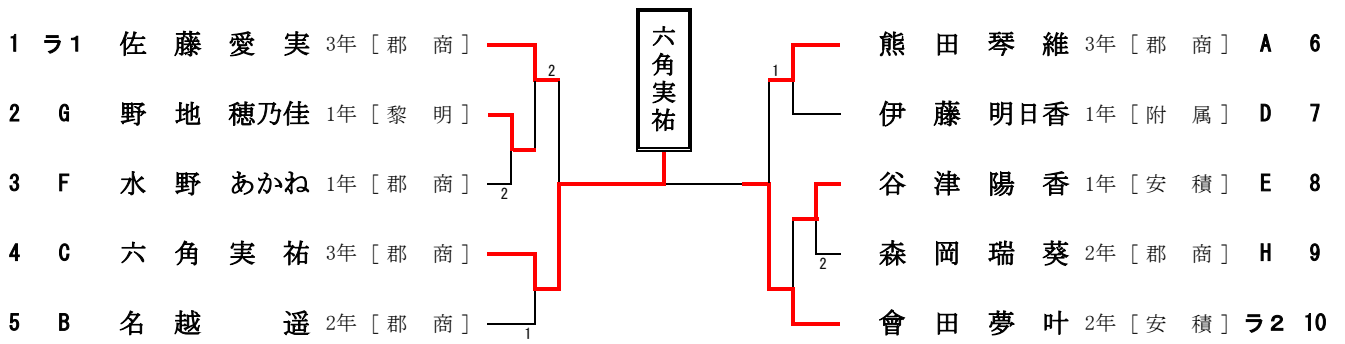 1 ラ1 佐藤愛実 3年 [郡商]
2 G 野地穂乃佳 1年 [黎明]
3 F 水野あかね 1年 [郡商]
4 C 六角実祐 3年 [郡商]
5 B 名越遥 2年 [郡商]
2
2
1
六角実祐
1
2
熊田琴維 3年 [郡商] A 6
伊藤明日香 1年 [附属] D 7
谷津陽香 1年 [安積] E 8
森岡瑞葵 2年 [郡商] H 9
會田夢叶 2年 [安積] ラ2 10